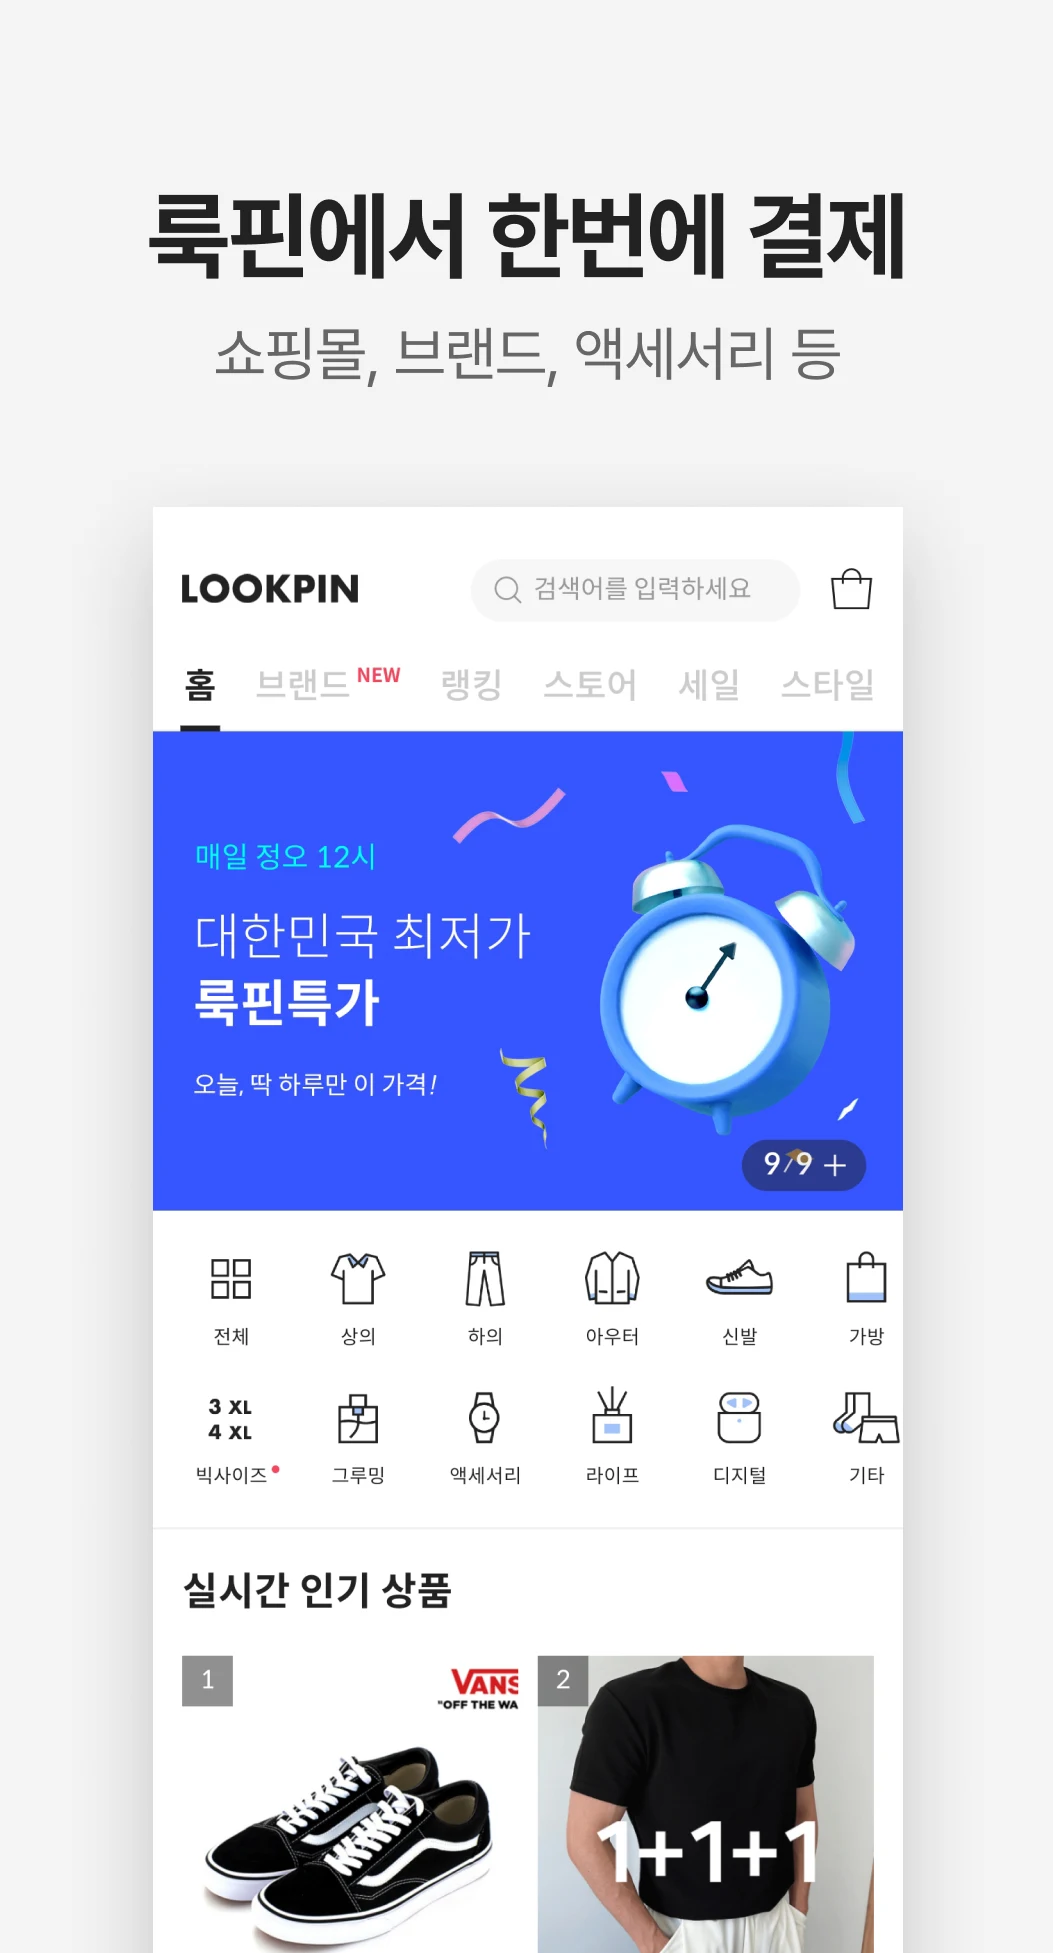 룩핀에서 한번에 결제
쇼핑몰, 브랜드, 액세서리 등
LOOKPIN
검색어를 입력하세요
홈 브랜드 NEW 랭킹 스토어 세일 스타일
매일 정오 12시
대한민국 최저가
룩핀특가
오늘, 딱 하루만 이 가격!
9/9 +
전체 상의 하의 아우터 신발 가방
3 XL
4 XL
빅사이즈 그루밍 액세서리 라이프 디지털 기타
실시간 인기 상품
1
VANS
"OFF THE WA
2
1+1+1